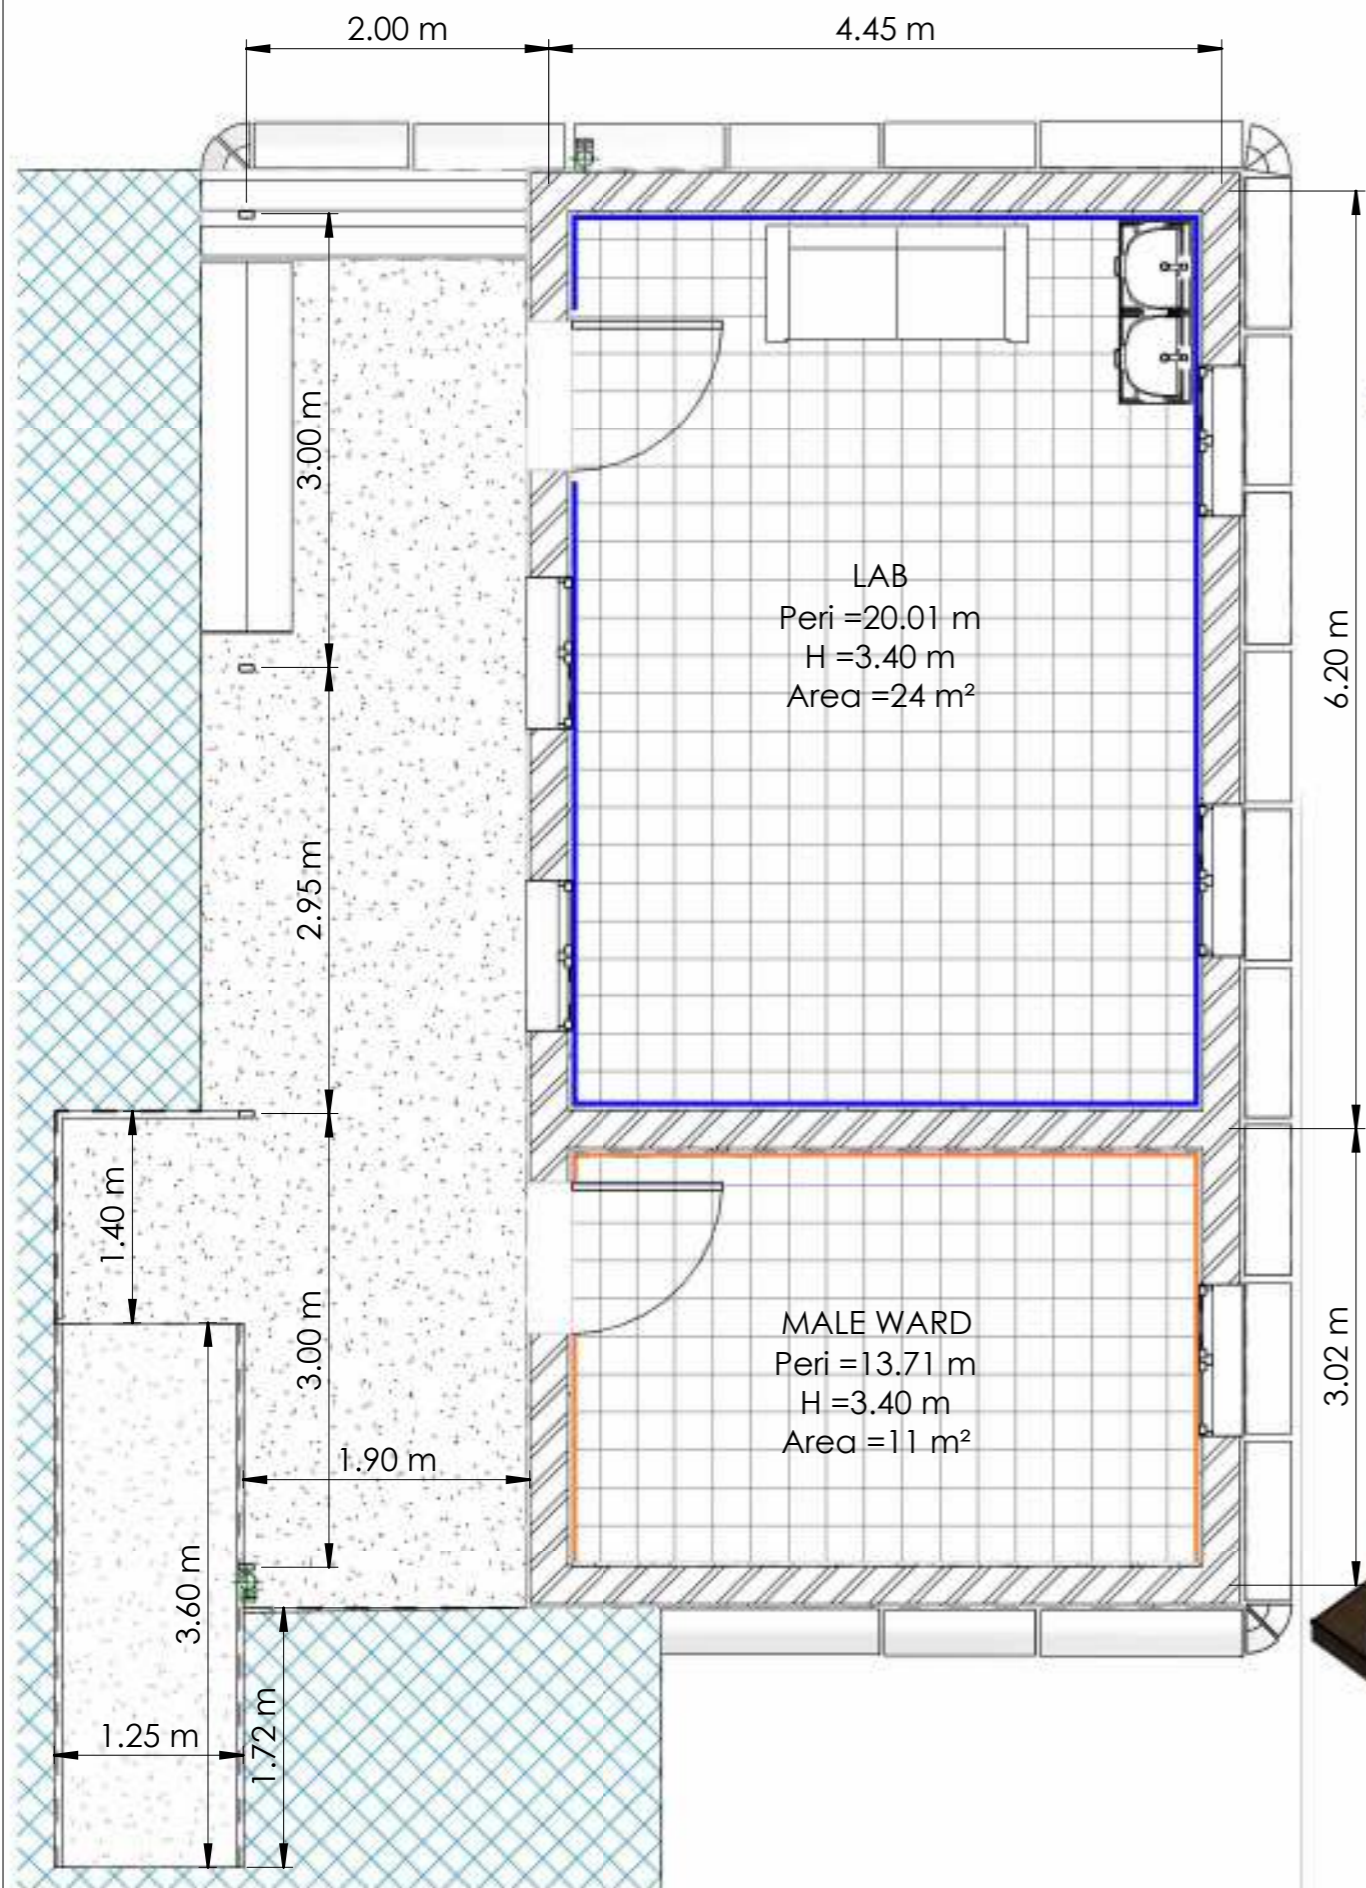 2.00 m
4.45 m
3.00 m
LAB
Peri =20.01 m
H =3.40 m
Area =24 m²
6.20 m
2.95 m
1.40 m
3.00 m
MALE WARD
Peri =13.71 m
H =3.40 m
Area =11 m²
3.02 m
1.90 m
3.60 m
1.25 m
1.72 m